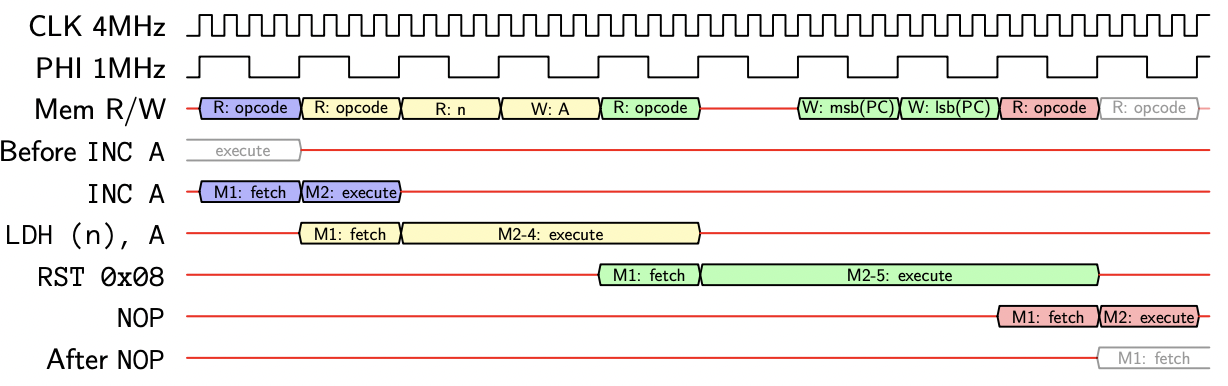 CLK 4MHz
PHI 1MHz
Mem R/W R: opcode R: opcode R: n W: A R: opcode W: msb(PC) W: lsb(PC) R: opcode R: opcode
Before INC A execute
INC A M1: fetch M2: execute
LDH (n), A M1: fetch M2-4: execute
RST 0x08 M1: fetch M2-5: execute
NOP M1: fetch M2: execute
After NOP M1: fetch